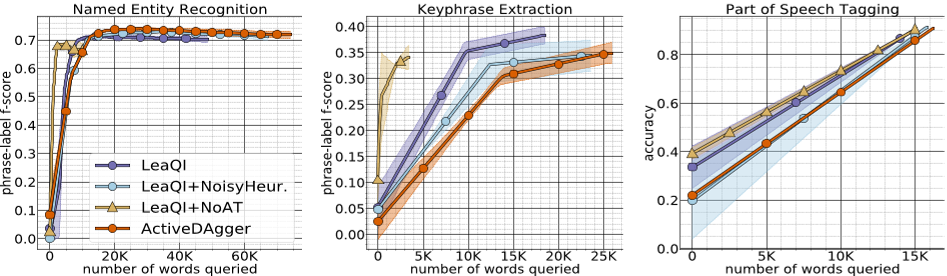 Named Entity Recognition
phrase-label f-score
0.7
0.6
0.5
0.4
0.3
0.2
0.1
0.0
LeaQI
LeaQI+NoisyHeur.
LeaQI+NoAT
ActiveDAgger
0 20K 40K 60K
number of words queried
Keyphrase Extraction
phrase-label f-score
0.40
0.35
0.30
0.25
0.20
0.15
0.10
0.05
0.00
0 5K 10K 15K 20K 25K
number of words queried
Part of Speech Tagging
accuracy
0.8
0.6
0.4
0.2
0.0
0 5K 10K 15K
number of words queried